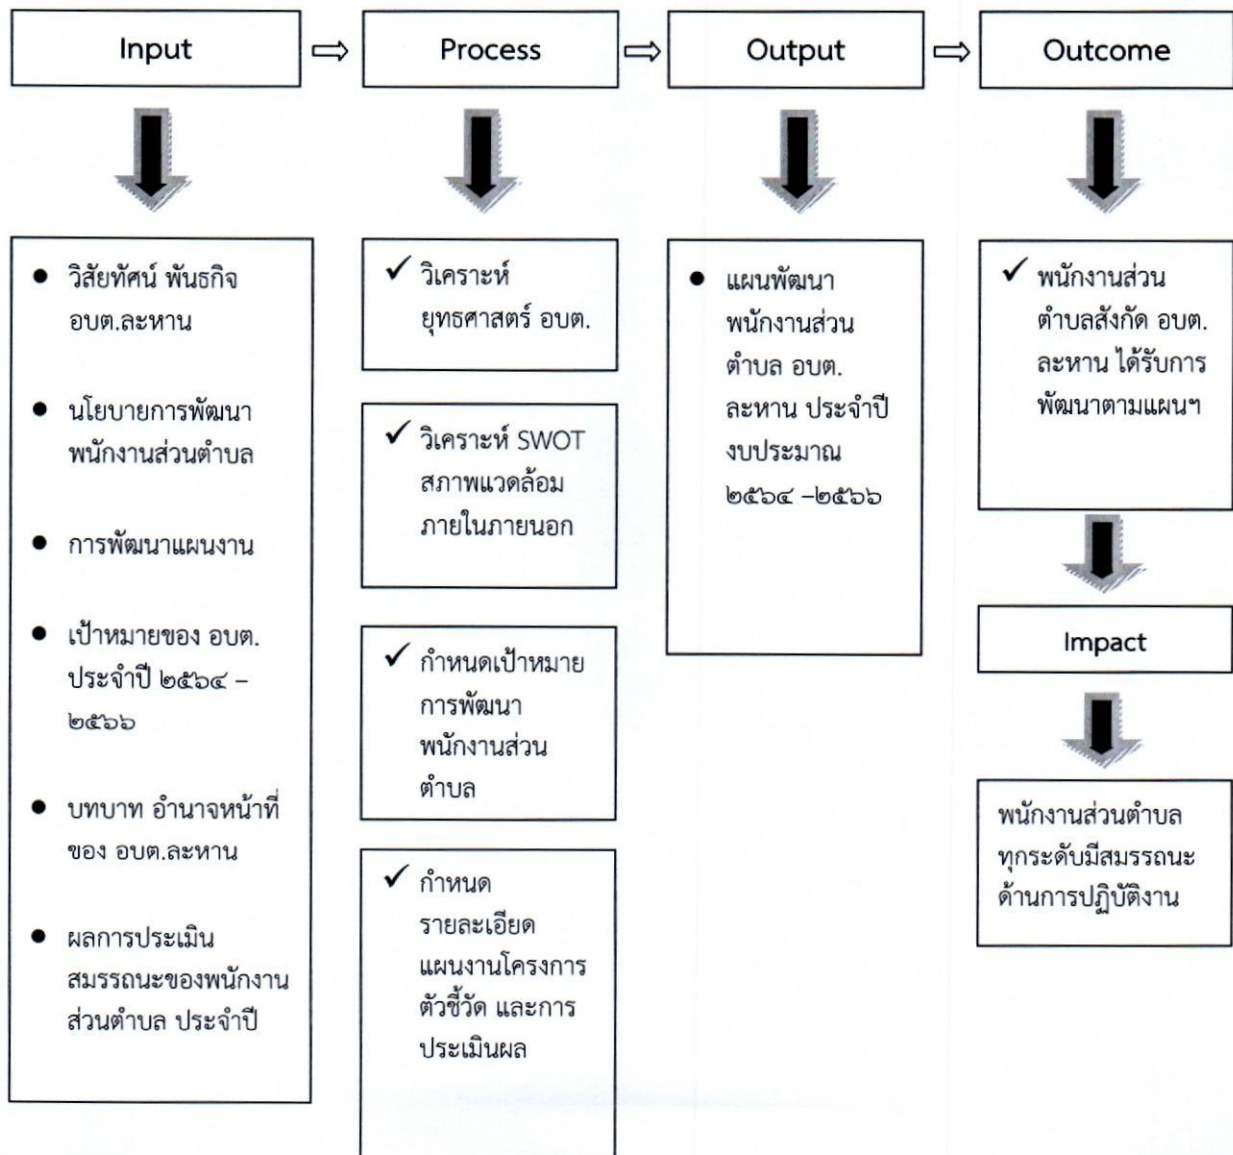 Input
Process
Output
Outcome
● วิสัยทัศน์ พันธกิจ
อบต.ละหาน
● นโยบายการพัฒนา
พนักงานส่วนตำบล
● การพัฒนาแผนงาน
● เป้าหมายของ อบต.
ประจำปี ๒๕๖๔ –
๒๕๖๖
● บทบาท อำนาจหน้าที่
ของ อบต.ละหาน
● ผลการประเมิน
สมรรถนะของพนักงาน
ส่วนตำบล ประจำปี
✓ วิเคราะห์
ยุทธศาสตร์ อบต.
✓ วิเคราะห์ SWOT
สภาพแวดล้อม
ภายในภายนอก
✓ กำหนดเป้าหมาย
การพัฒนา
พนักงานส่วน
ตำบล
✓ กำหนด
รายละเอียด
แผนงานโครงการ
ตัวชี้วัด และการ
ประเมินผล
● แผนพัฒนา
พนักงานส่วน
ตำบล อบต.
ละหาน ประจำปี
งบประมาณ
๒๕๖๔ –๒๕๖๖
✓ พนักงานส่วน
ตำบลสังกัด อบต.
ละหาน ได้รับการ
พัฒนาตามแผนฯ
Impact
พนักงานส่วนตำบล
ทุกระดับมีสมรรถนะ
ด้านการปฏิบัติงาน